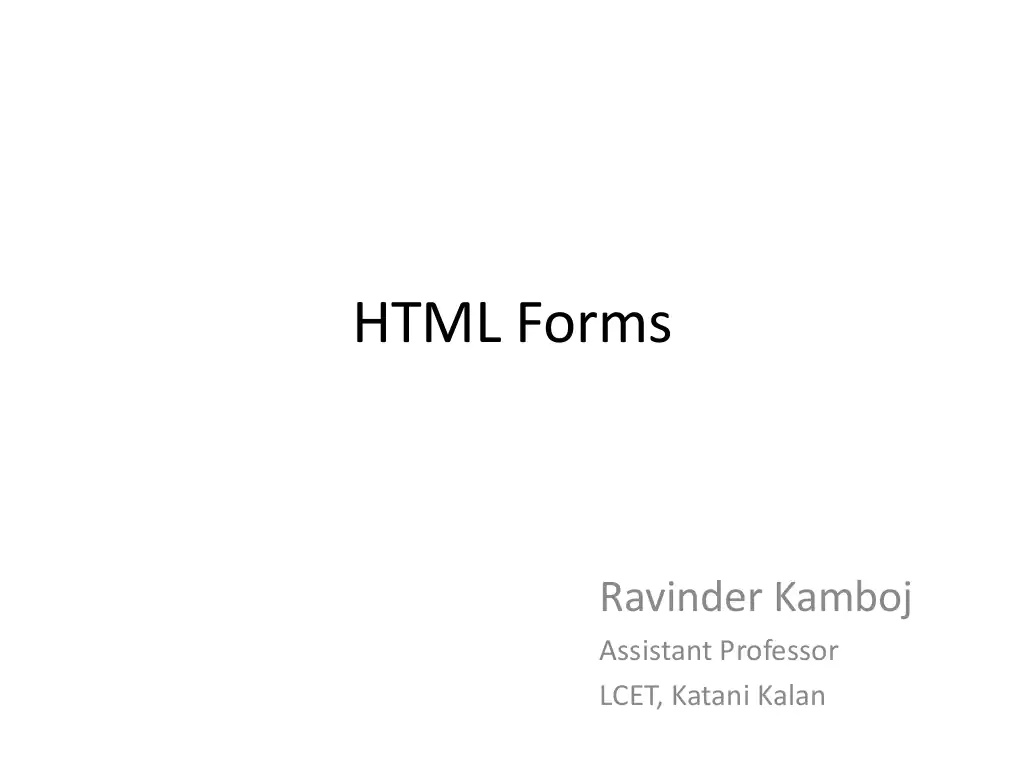 HTML Forms
Ravinder Kamboj
Assistant Professor
LCET, Katani Kalan